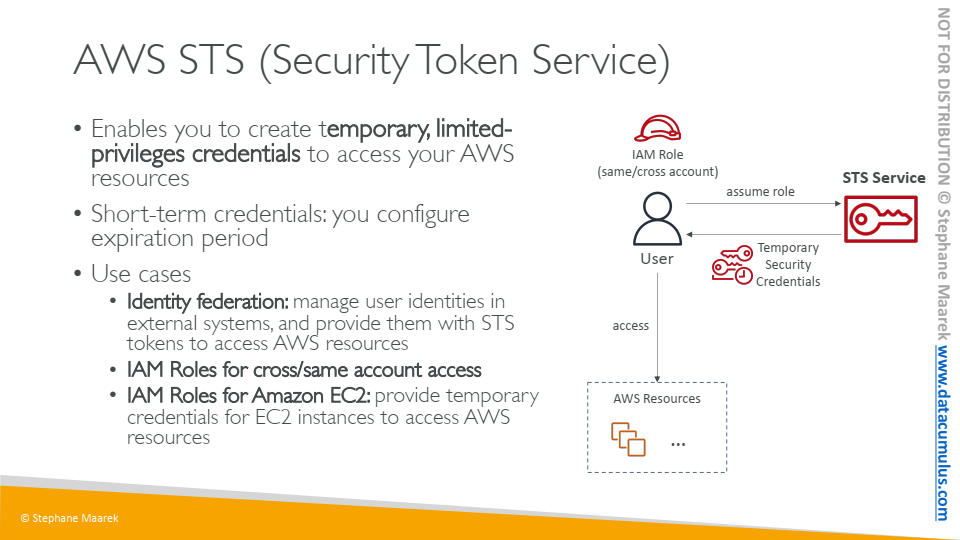 AWS STS (Security Token Service)
• Enables you to create temporary, limited-
privileges credentials to access your AWS
resources
• Short-term credentials: you configure
expiration period
• Use cases
• Identity federation: manage user identities in
external systems, and provide them with STS
tokens to access AWS resources
• IAM Roles for cross/same account access
• IAM Roles for Amazon EC2: provide temporary
credentials for EC2 instances to access AWS
resources
IAM Role
(same/cross account)
STS Service
assume role
User
Temporary
Security
Credentials
access
AWS Resources
...
© Stephane Maarek
NOT FOR DISTRIBUTION © Stephane Maarek www.datacumulus.com